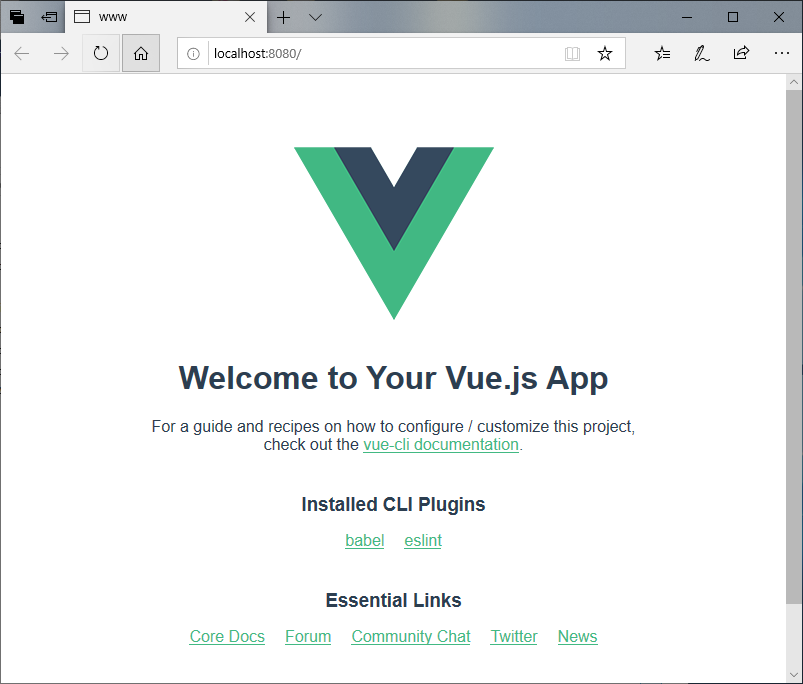 www
localhost:8080/
Welcome to Your Vue.js App
For a guide and recipes on how to configure / customize this project,
check out the vue-cli documentation.
Installed CLI Plugins
babel eslint
Essential Links
Core Docs Forum Community Chat Twitter News